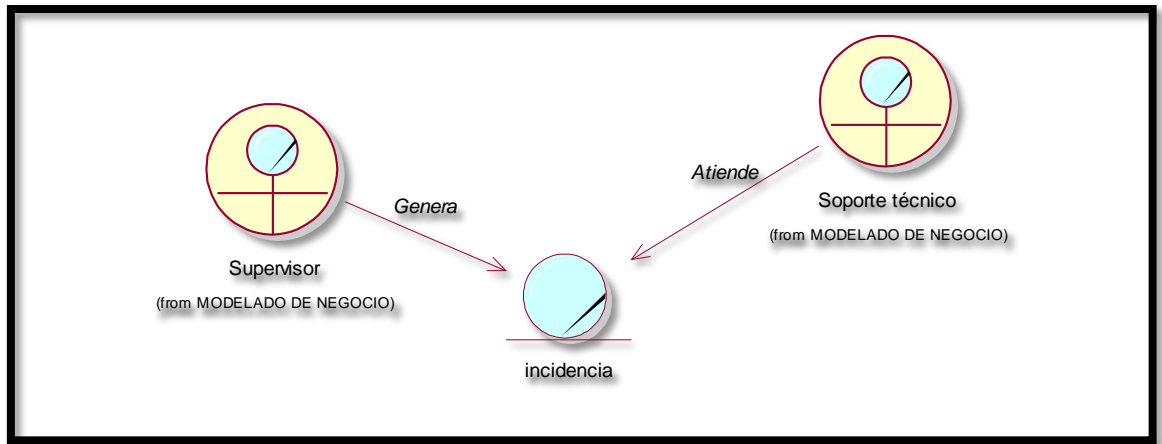 Atiende
Genera
Soporte técnico
(from MODELADO DE NEGOCIO)
Supervisor
(from MODELADO DE NEGOCIO)
incidencia